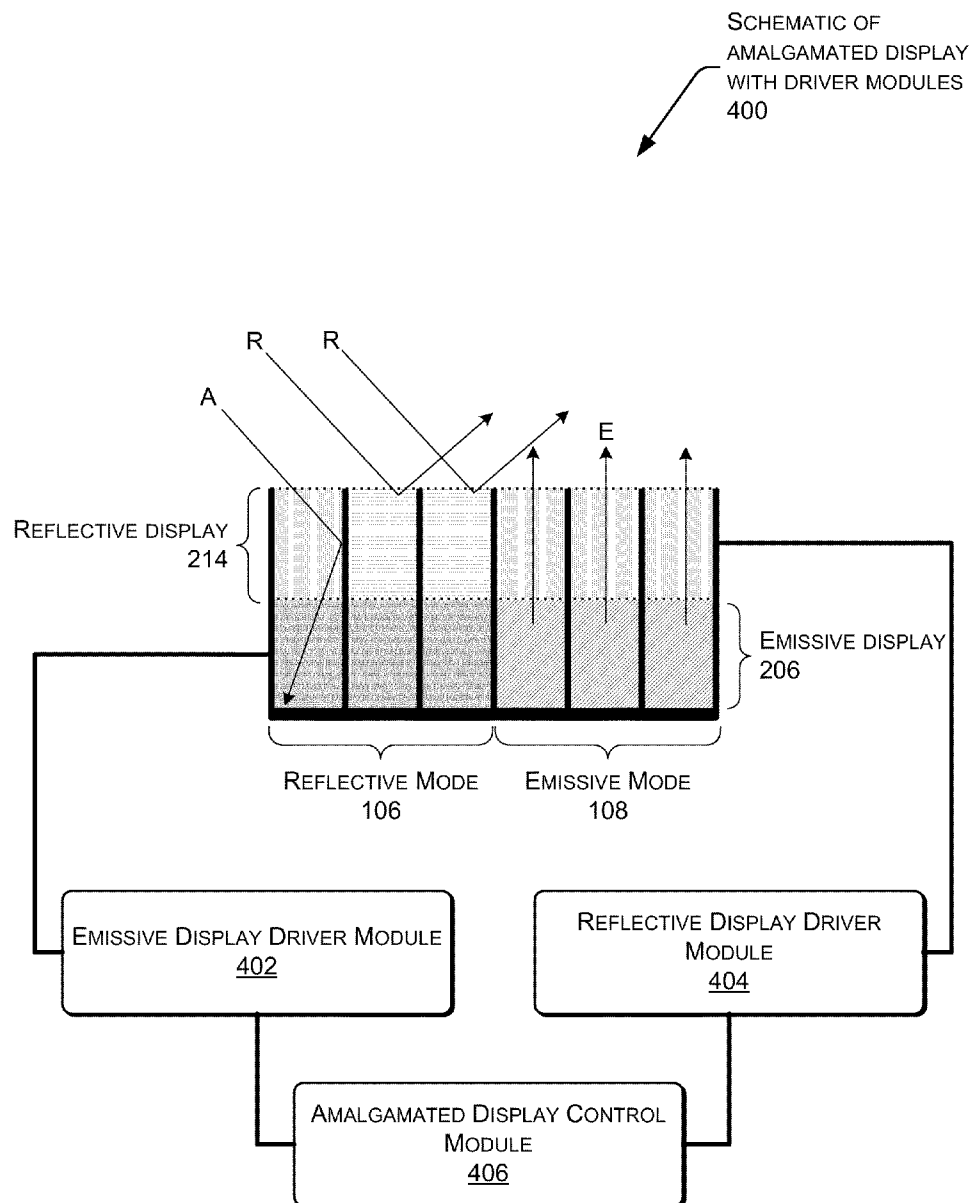 SCHEMATIC OF
AMALGAMATED DISPLAY
WITH DRIVER MODULES
400
R
R
A
E
REFLECTIVE DISPLAY
214
EMISSIVE DISPLAY
206
REFLECTIVE MODE
106
EMISSIVE MODE
108
EMISSIVE DISPLAY DRIVER MODULE
402
REFLECTIVE DISPLAY DRIVER
MODULE
404
AMALGAMATED DISPLAY CONTROL
MODULE
406